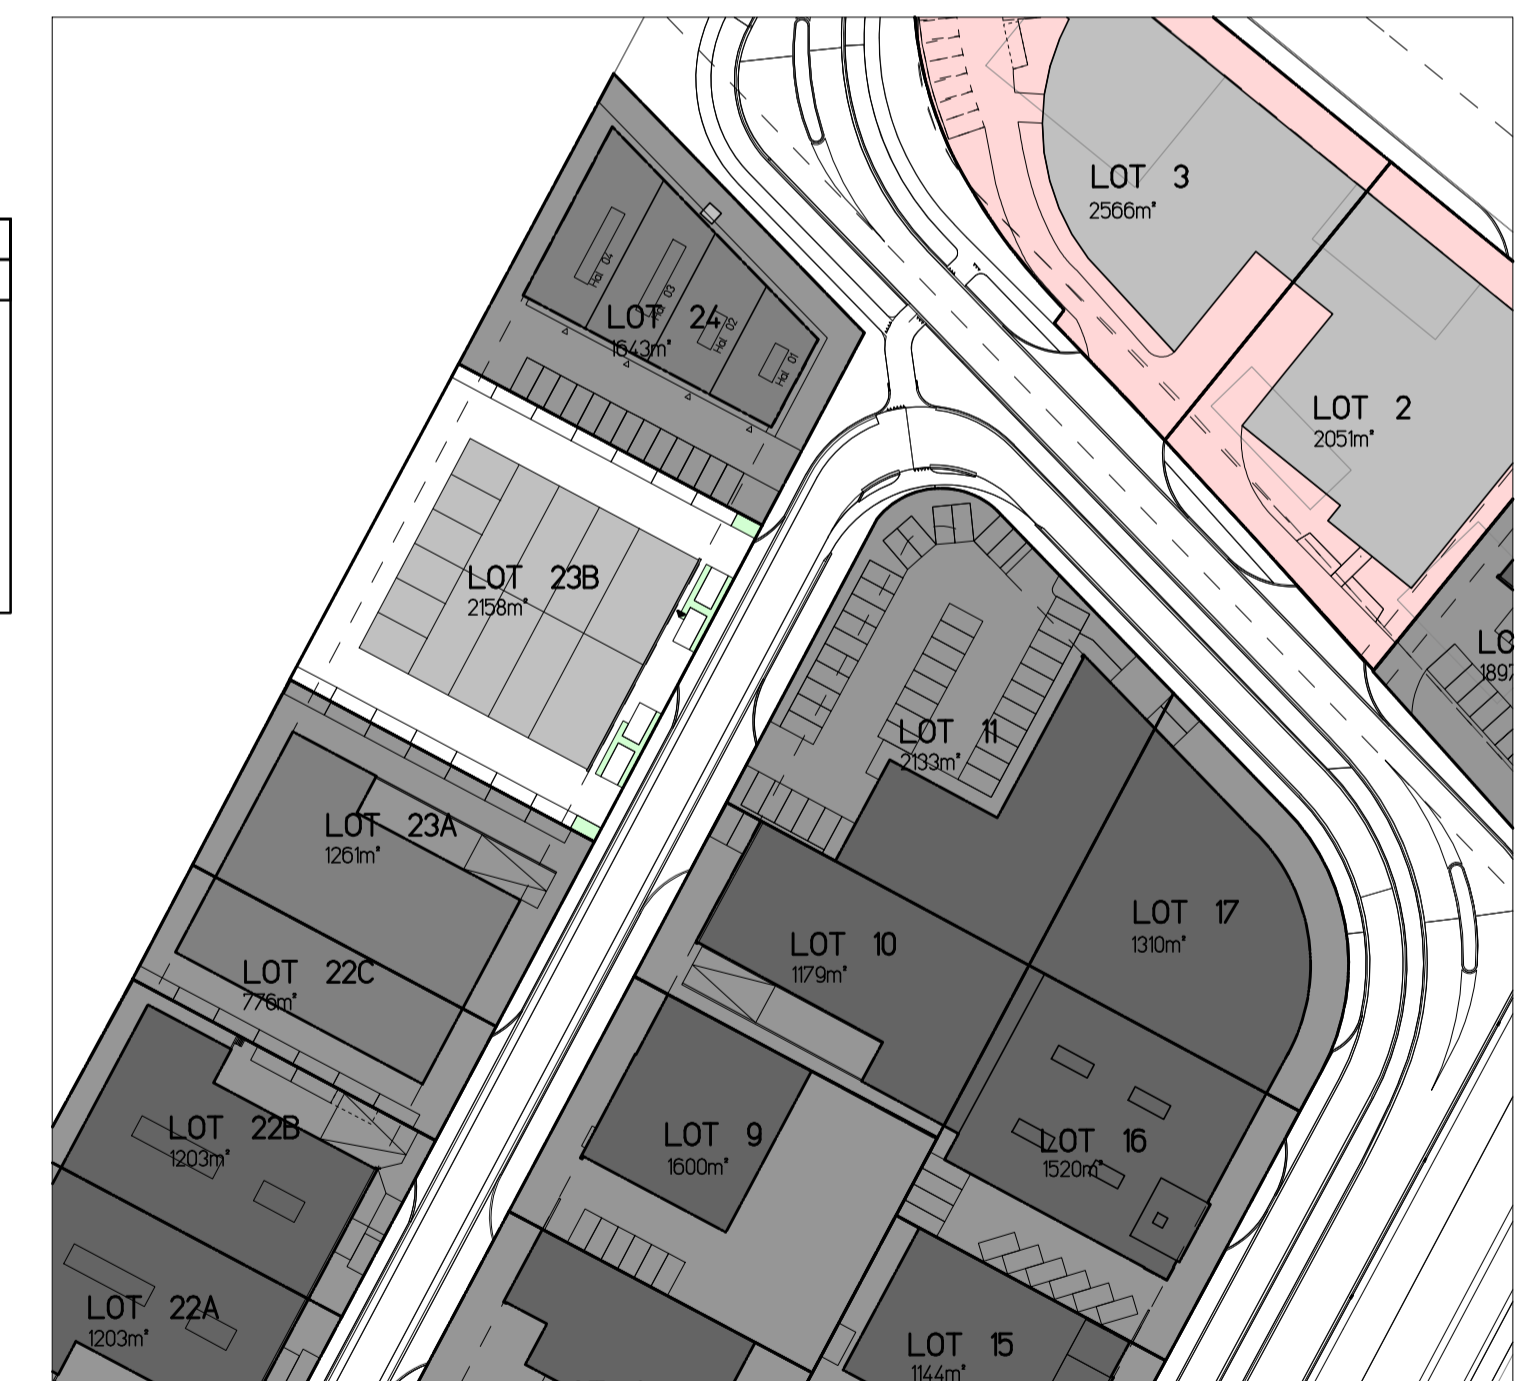 LOT 3
2566m²
Hal 04
Hal 03
Hal 02
Hal 01
LOT 24
1643m²
LOT 2
2051m²
LOT 23B
2158m²
LO
1897
LOT 11
2133m²
LOT 23A
1261m²
LOT 17
1310m²
LOT 10
1179m²
LOT 22C
776m²
LOT 22B
1203m²
LOT 9
1600m²
LOT 16
1520m²
LOT 22A
1203m²
LOT 15
1144m²